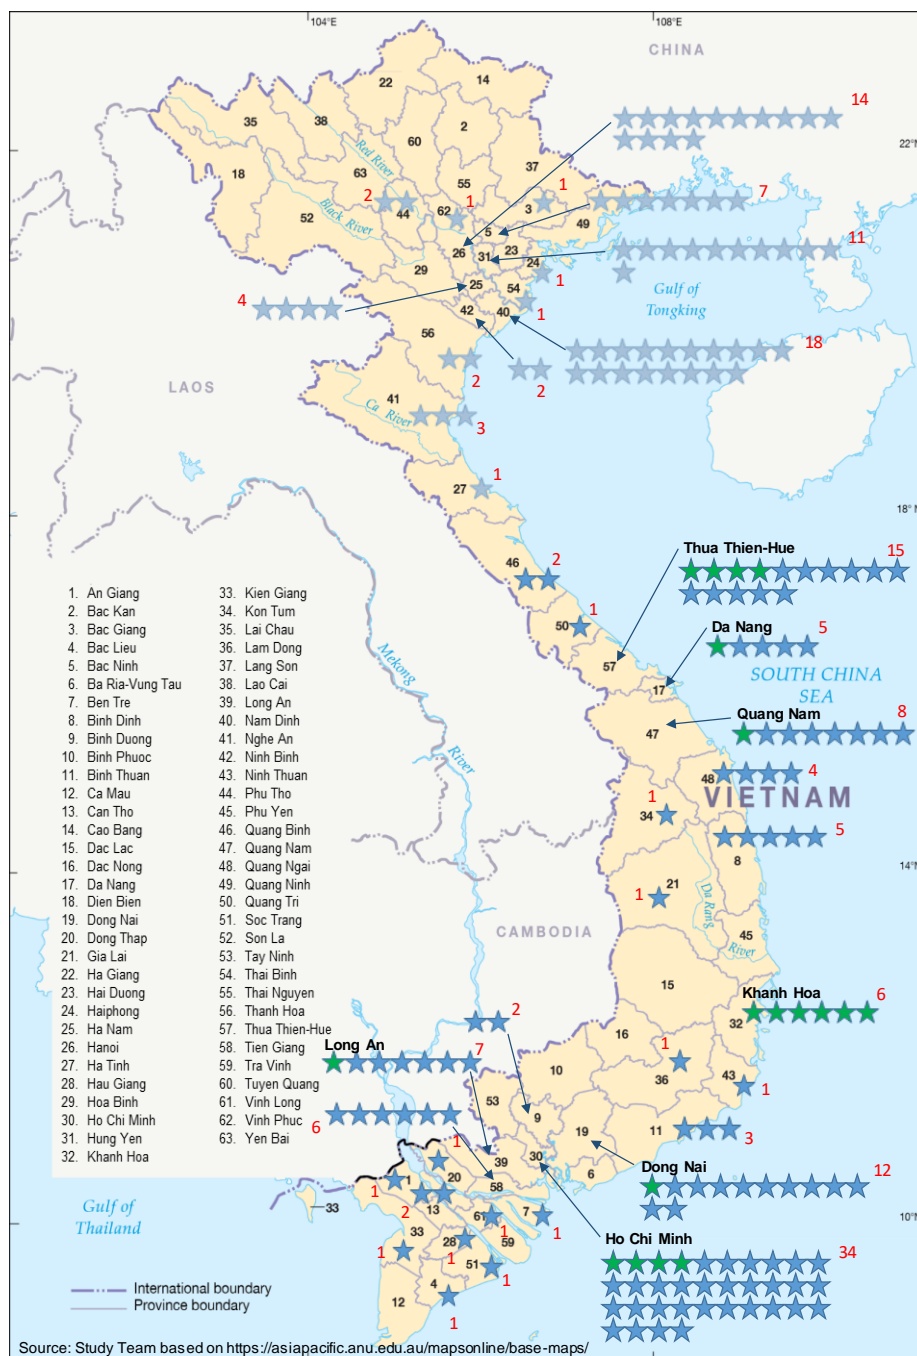 104°E
108°E
CHINA
22
14
14
35
38
2
60
Red River
22°N
37
18
63
55
2
62
1
1
7
3
44
49
52
Black River
5
26
31
23
11
24
29
25
54
1
Gulf of
Tongking
4
42
40
1
56
18
2
2
LAOS
41
Ca River
3
1
27
18° N
Thua Thien-Hue
15
46
2
1
50
Da Nang
5
57
Mekong
17
SOUTH CHINA
SEA
Quang Nam
8
47
River
48
4
VIETNAM
1
34
5
14°N
8
1
21
Da Rang
River
CAMBODIA
45
15
Khanh Hoa
6
2
32
16
Long An
7
10
1
36
43
1
53
6
9
19
11
3
1
39
30
Dong Nai
12
20
58
6
1
1
2
13
61
7
10°N
Gulf of
Thailand
33
33
1
1
Ho Chi Minh
28
59
1
1
34
51
1
4
12
1
1. An Giang
2. Bac Kan
3. Bac Giang
4. Bac Lieu
5. Bac Ninh
6. Ba Ria-Vung Tau
7. Ben Tre
8. Binh Dinh
9. Binh Duong
10. Binh Phuoc
11. Binh Thuan
12. Ca Mau
13. Can Tho
14. Cao Bang
15. Dac Lac
16. Dac Nong
17. Da Nang
18. Dien Bien
19. Dong Nai
20. Dong Thap
21. Gia Lai
22. Ha Giang
23. Hai Duong
24. Haiphong
25. Ha Nam
26. Hanoi
27. Ha Tinh
28. Hau Giang
29. Hoa Binh
30. Ho Chi Minh
31. Hung Yen
32. Khanh Hoa
33. Kien Giang
34. Kon Tum
35. Lai Chau
36. Lam Dong
37. Lang Son
38. Lao Cai
39. Long An
40. Nam Dinh
41. Nghe An
42. Ninh Binh
43. Ninh Thuan
44. Phu Tho
45. Phu Yen
46. Quang Binh
47. Quang Nam
48. Quang Ngai
49. Quang Ninh
50. Quang Tri
51. Soc Trang
52. Son La
53. Tay Ninh
54. Thai Binh
55. Thai Nguyen
56. Thanh Hoa
57. Thua Thien-Hue
58. Tien Giang
59. Tra Vinh
60. Tuyen Quang
61. Vinh Long
62. Vinh Phuc
63. Yen Bai
International boundary
Province boundary
Source: Study Team based on https://asiapacific.anu.edu.au/mapsonline/base-maps/